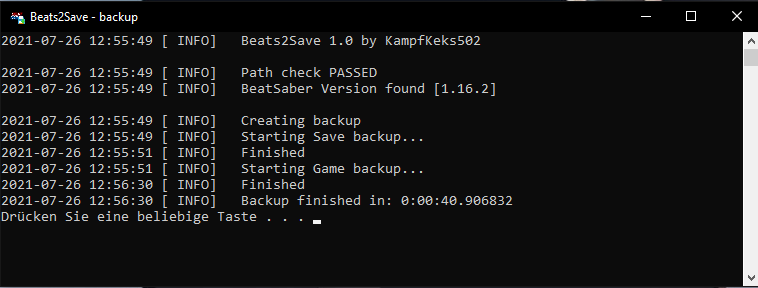 Beats2Save - backup
2021-07-26 12:55:49 [ INFO]   Beats2Save 1.0 by KampfKeks502
2021-07-26 12:55:49 [ INFO]   Path check PASSED
2021-07-26 12:55:49 [ INFO]   BeatSaber Version found [1.16.2]
2021-07-26 12:55:49 [ INFO]   Creating backup
2021-07-26 12:55:49 [ INFO]   Starting Save backup...
2021-07-26 12:55:51 [ INFO]   Finished
2021-07-26 12:55:51 [ INFO]   Starting Game backup...
2021-07-26 12:56:30 [ INFO]   Finished
2021-07-26 12:56:30 [ INFO]   Backup finished in: 0:00:40.906832
Drücken Sie eine beliebige Taste . . .